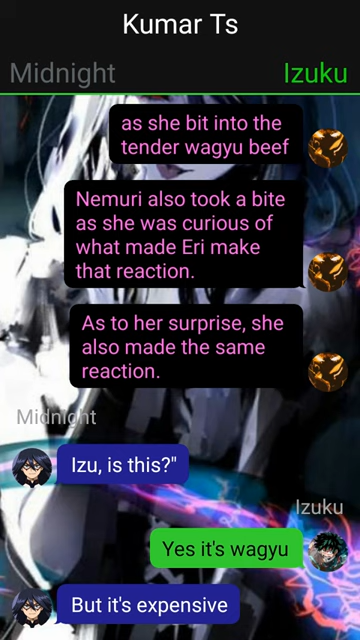 Kumar Ts
Midnight Izuku
as she bit into the
tender wagyu beef
Nemuri also took a bite
as she was curious of
what made Eri make
that reaction.
As to her surprise, she
also made the same
reaction.
Midnight
Izu, is this?"
Izuku
Yes it's wagyu
But it's expensive